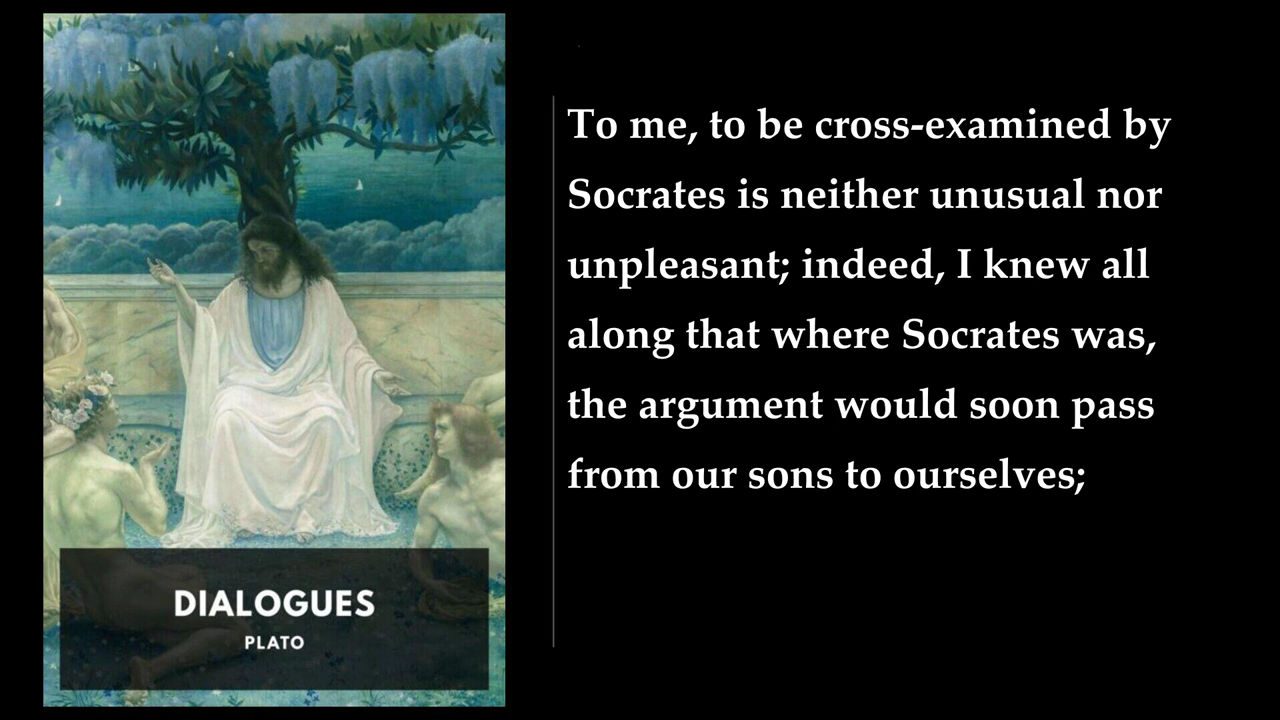 To me, to be cross-examined by
Socrates is neither unusual nor
unpleasant; indeed, I knew all
along that where Socrates was,
the argument would soon pass
from our sons to ourselves;
DIALOGUES
PLATO